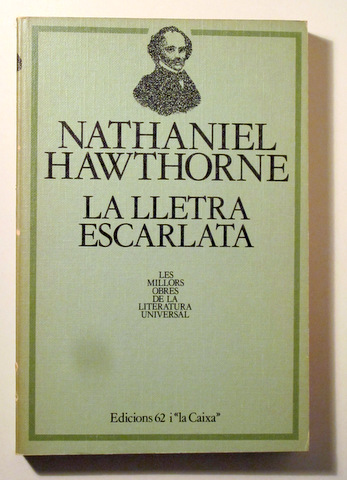 NATHANIEL
HAWTHORNE
LA LLETRA
ESCARLATA
LES
MILLORS
OBRES
DE LA
LITERATURA
UNIVERSAL
Edicions 62 i "la Caixa"